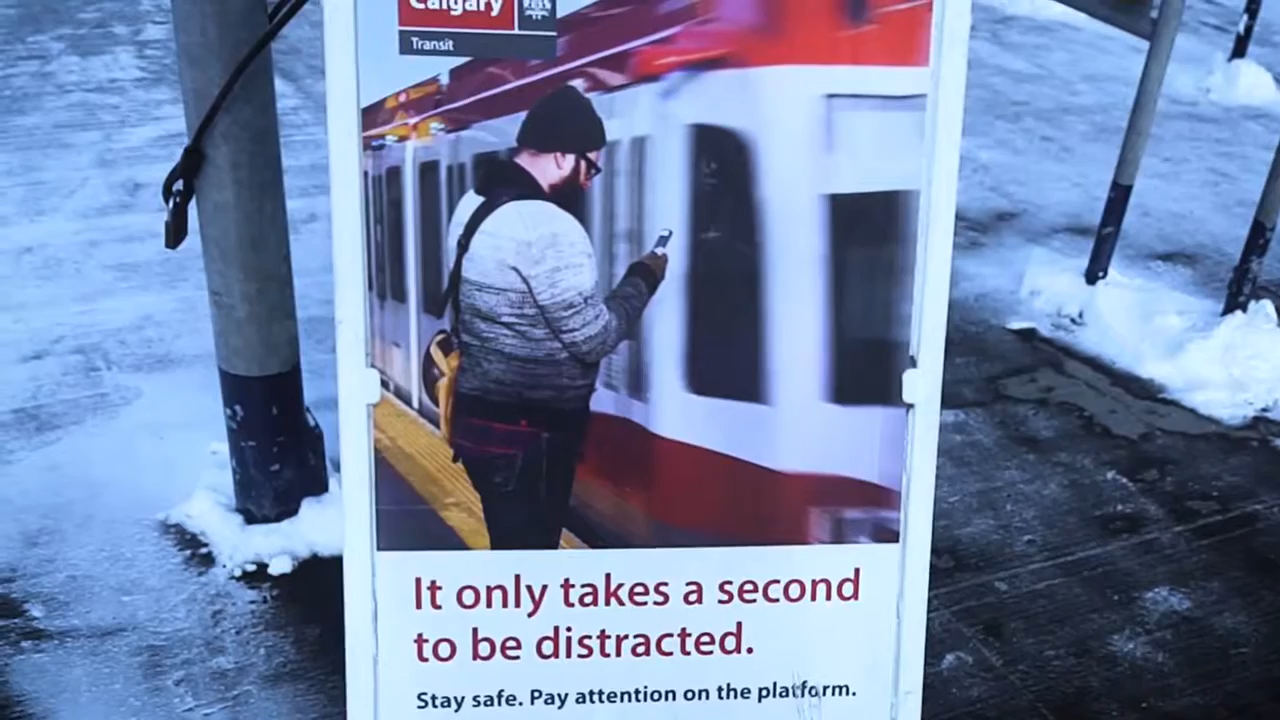 Calgary
Transit
It only takes a second
to be distracted.
Stay safe. Pay attention on the platform.